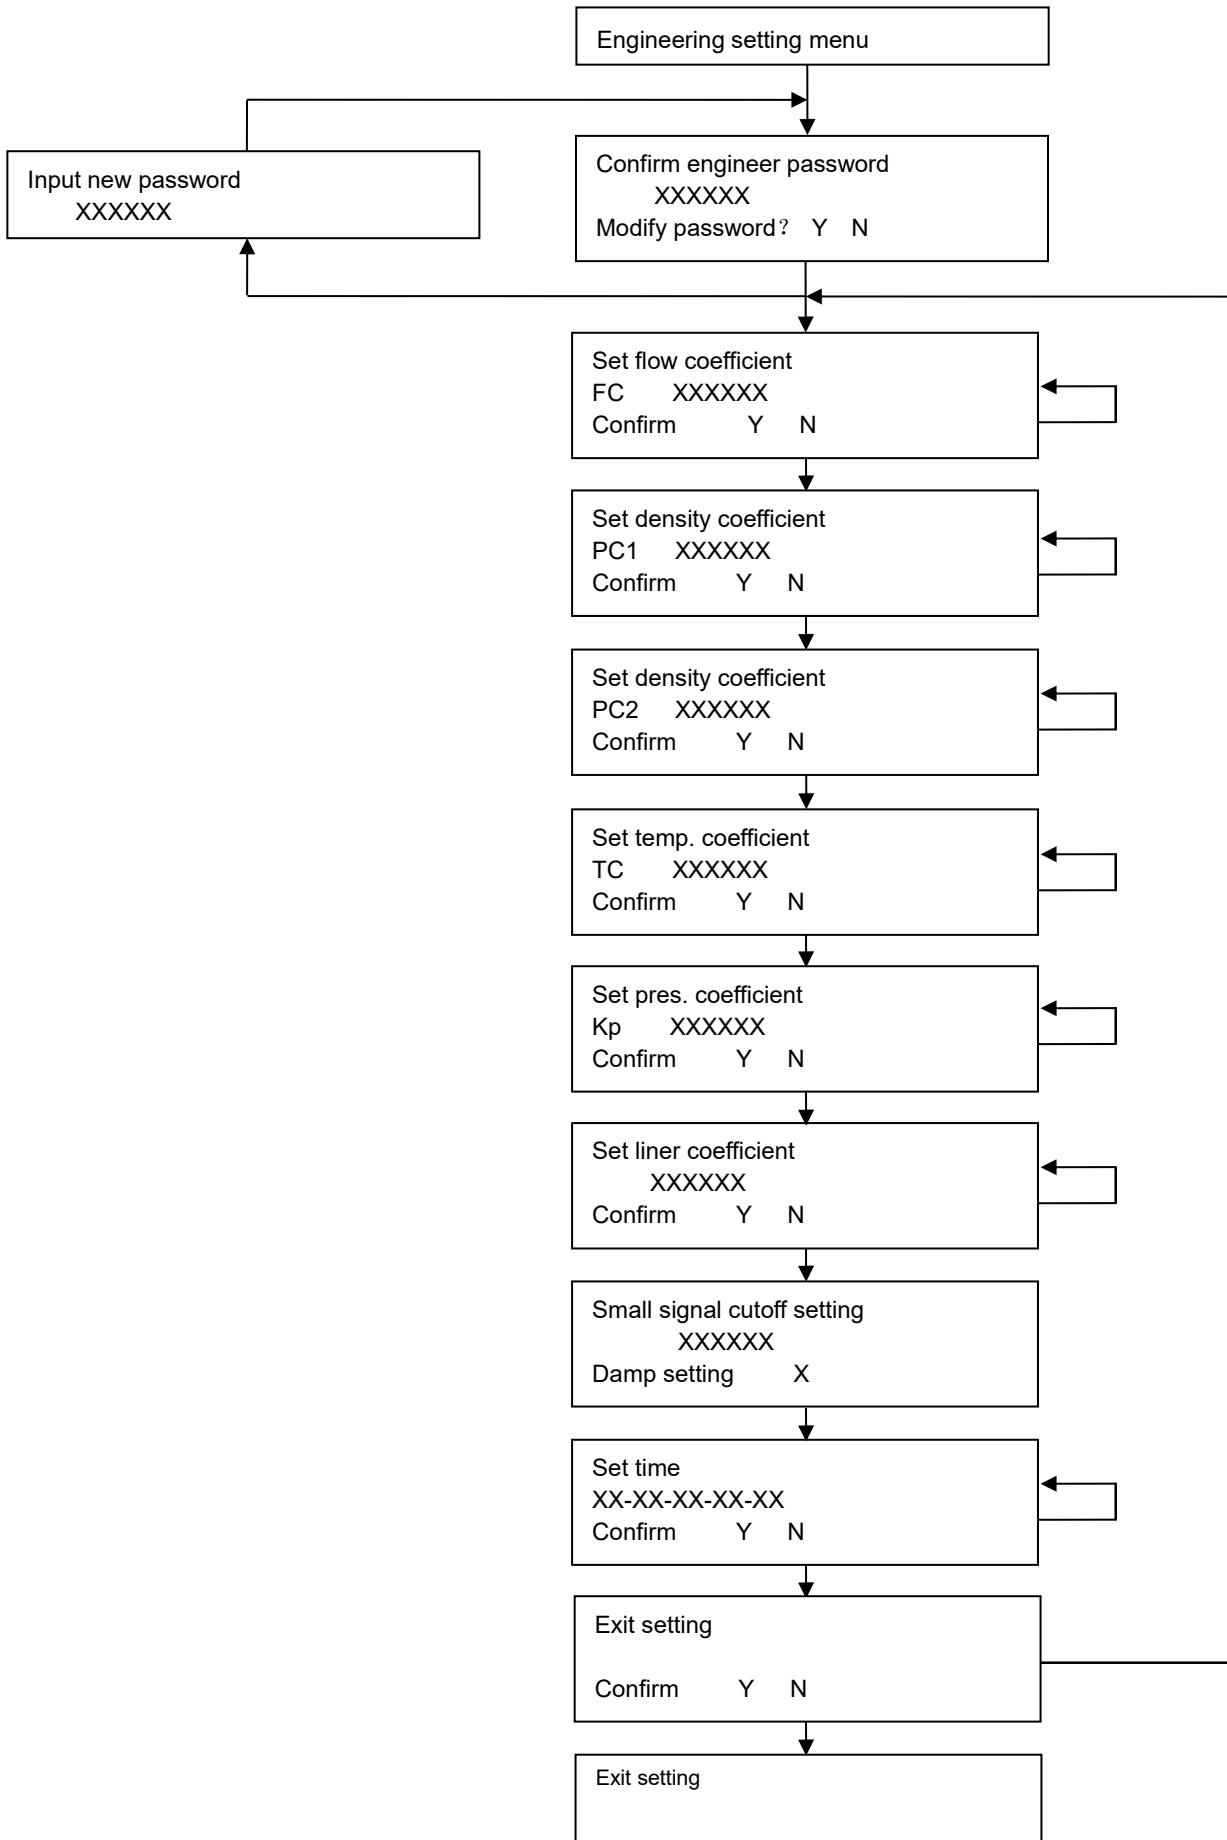 Engineering setting menu
Input new password
XXXXXX
Confirm engineer password
XXXXXX
Modify password？ Y N
Set flow coefficient
FC XXXXXX
Confirm Y N
Set density coefficient
PC1 XXXXXX
Confirm Y N
Set density coefficient
PC2 XXXXXX
Confirm Y N
Set temp. coefficient
TC XXXXXX
Confirm Y N
Set pres. coefficient
Kp XXXXXX
Confirm Y N
Set liner coefficient
XXXXXX
Confirm Y N
Small signal cutoff setting
XXXXXX
Damp setting X
Set time
XX-XX-XX-XX-XX
Confirm Y N
Exit setting
Confirm Y N
Exit setting